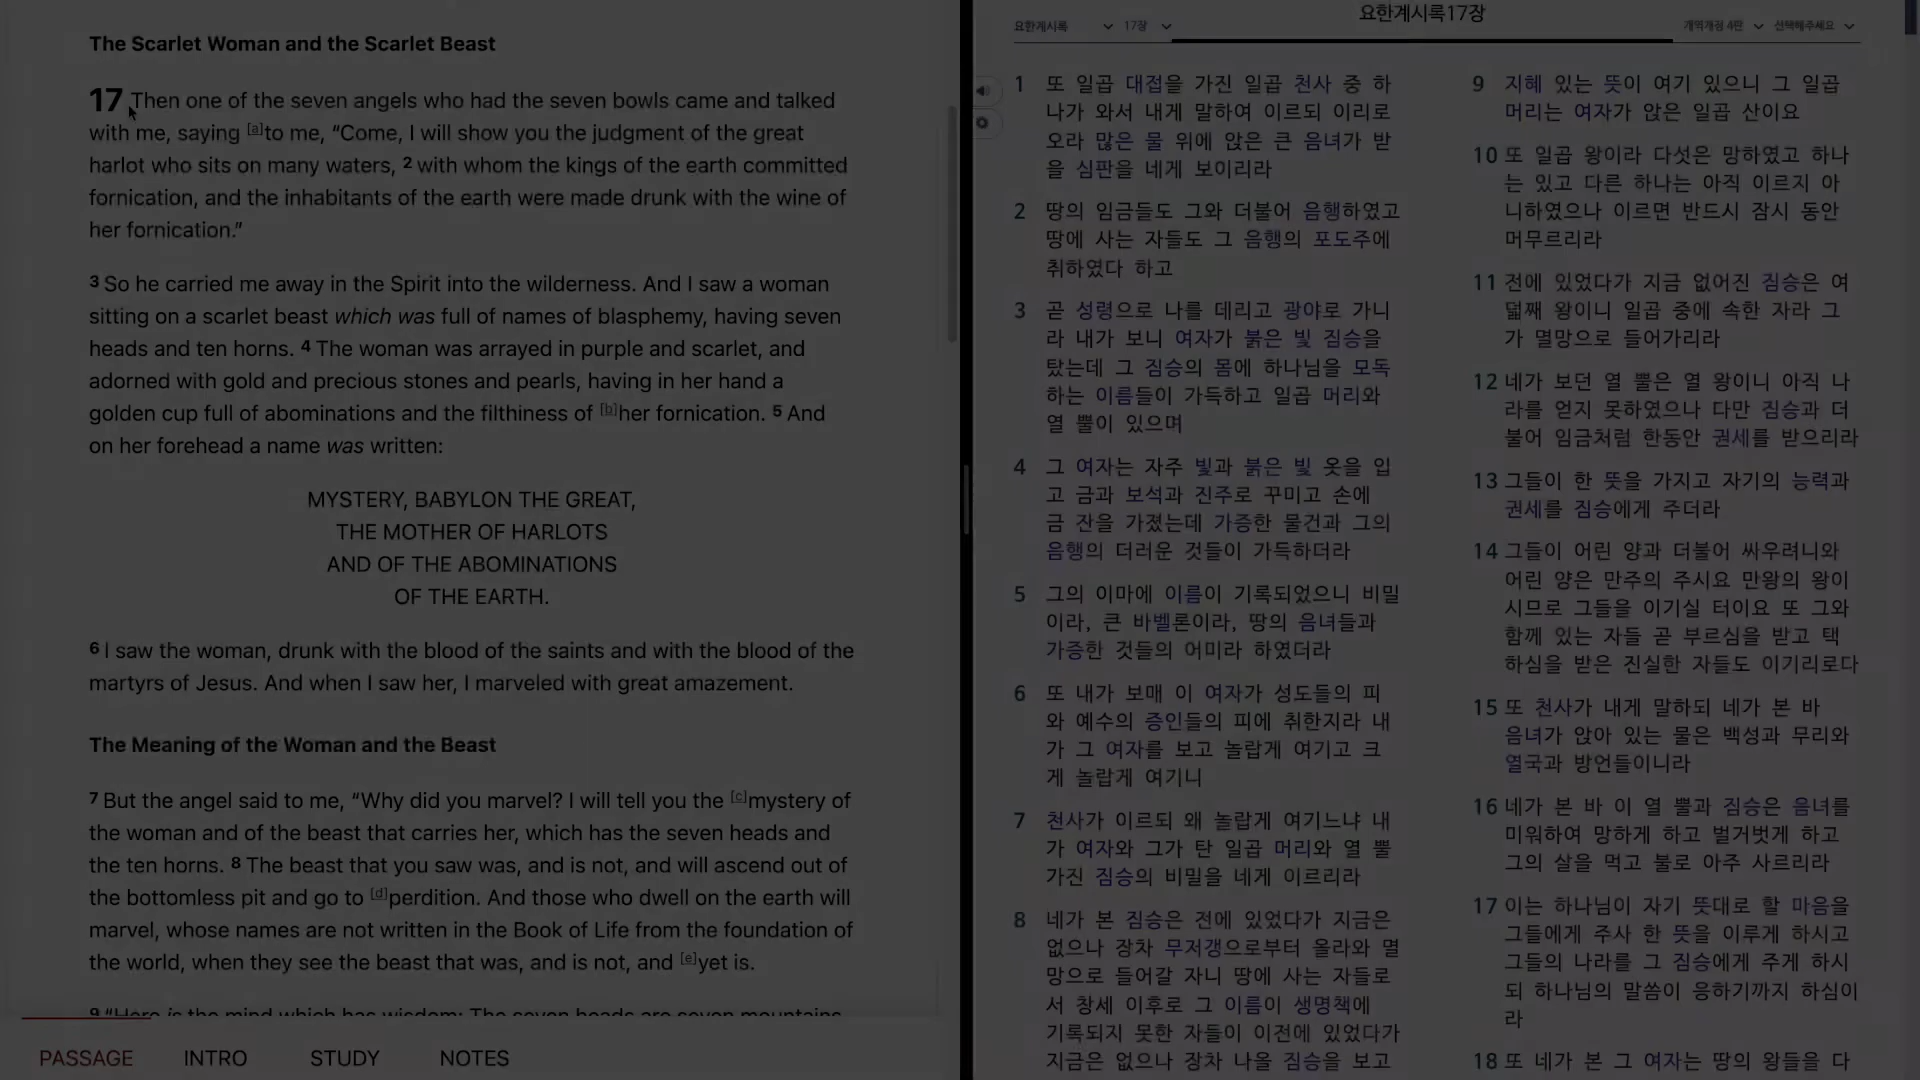 The Scarlet Woman and the Scarlet Beast
17 Then one of the seven angels who had the seven bowls came and talked
with me, saying [a]to me, “Come, I will show you the judgment of the great
harlot who sits on many waters, 2 with whom the kings of the earth committed
fornication, and the inhabitants of the earth were made drunk with the wine of
her fornication.”
3 So he carried me away in the Spirit into the wilderness. And I saw a woman
sitting on a scarlet beast which was full of names of blasphemy, having seven
heads and ten horns. 4 The woman was arrayed in purple and scarlet, and
adorned with gold and precious stones and pearls, having in her hand a
golden cup full of abominations and the filthiness of [b]her fornication. 5 And
on her forehead a name was written:
MYSTERY, BABYLON THE GREAT,
THE MOTHER OF HARLOTS
AND OF THE ABOMINATIONS
OF THE EARTH.
6 I saw the woman, drunk with the blood of the saints and with the blood of the
martyrs of Jesus. And when I saw her, I marveled with great amazement.
The Meaning of the Woman and the Beast
7 But the angel said to me, “Why did you marvel? I will tell you the [c]mystery of
the woman and of the beast that carries her, which has the seven heads and
the ten horns. 8 The beast that you saw was, and is not, and will ascend out of
the bottomless pit and go to [d]perdition. And those who dwell on the earth will
marvel, whose names are not written in the Book of Life from the foundation of
the world, when they see the beast that was, and is not, and [e]yet is.
9 “Here is the mind which has wisdom: The seven heads are seven mountains
PASSAGE INTRO STUDY NOTES
요한계시록17장
요한계시록 17장 개역개정 4판 선택해주세요
1 또 일곱 대접을 가진 일곱 천사 중 하
나가 와서 내게 말하여 이르되 이리로
오라 많은 물 위에 앉은 큰 음녀가 받
을 심판을 네게 보이리라
2 땅의 임금들도 그와 더불어 음행하였고
땅에 사는 자들도 그 음행의 포도주에
취하였다 하고
3 곧 성령으로 나를 데리고 광야로 가니
라 내가 보니 여자가 붉은 빛 짐승을
탔는데 그 짐승의 몸에 하나님을 모독
하는 이름들이 가득하고 일곱 머리와
열 뿔이 있으며
4 그 여자는 자주 빛과 붉은 빛 옷을 입
고 금과 보석과 진주로 꾸미고 손에
금 잔을 가졌는데 가증한 물건과 그의
음행의 더러운 것들이 가득하더라
5 그의 이마에 이름이 기록되었으니 비밀
이라, 큰 바벨론이라, 땅의 음녀들과
가증한 것들의 어미라 하였더라
6 또 내가 보매 이 여자가 성도들의 피
와 예수의 증인들의 피에 취한지라 내
가 그 여자를 보고 놀랍게 여기고 크
게 놀랍게 여기니
7 천사가 이르되 왜 놀랍게 여기느냐 내
가 여자와 그가 탄 일곱 머리와 열 뿔
가진 짐승의 비밀을 네게 이르리라
8 네가 본 짐승은 전에 있었다가 지금은
없으나 장차 무저갱으로부터 올라와 멸
망으로 들어갈 자니 땅에 사는 자들로
서 창세 이후로 그 이름이 생명책에
기록되지 못한 자들이 이전에 있었다가
지금은 없으나 장차 나올 짐승을 보고
9 지혜 있는 뜻이 여기 있으니 그 일곱
머리는 여자가 앉은 일곱 산이요
10 또 일곱 왕이라 다섯은 망하였고 하나
는 있고 다른 하나는 아직 이르지 아
니하였으나 이르면 반드시 잠시 동안
머무르리라
11 전에 있었다가 지금 없어진 짐승은 여
덟째 왕이니 일곱 중에 속한 자라 그
가 멸망으로 들어가리라
12 네가 보던 열 뿔은 열 왕이니 아직 나
라를 얻지 못하였으나 다만 짐승과 더
불어 임금처럼 한동안 권세를 받으리라
13 그들이 한 뜻을 가지고 자기의 능력과
권세를 짐승에게 주더라
14 그들이 어린 양과 더불어 싸우려니와
어린 양은 만주의 주시요 만왕의 왕이
시므로 그들을 이기실 터이요 또 그와
함께 있는 자들 곧 부르심을 받고 택
하심을 받은 진실한 자들도 이기리로다
15 또 천사가 내게 말하되 네가 본 바
음녀가 앉아 있는 물은 백성과 무리와
열국과 방언들이니라
16 네가 본 바 이 열 뿔과 짐승은 음녀를
미워하여 망하게 하고 벌거벗게 하고
그의 살을 먹고 불로 아주 사르리라
17 이는 하나님이 자기 뜻대로 할 마음을
그들에게 주사 한 뜻을 이루게 하시고
그들의 나라를 그 짐승에게 주게 하시
되 하나님의 말씀이 응하기까지 하심이
라
18 또 네가 본 그 여자는 땅의 왕들을 다